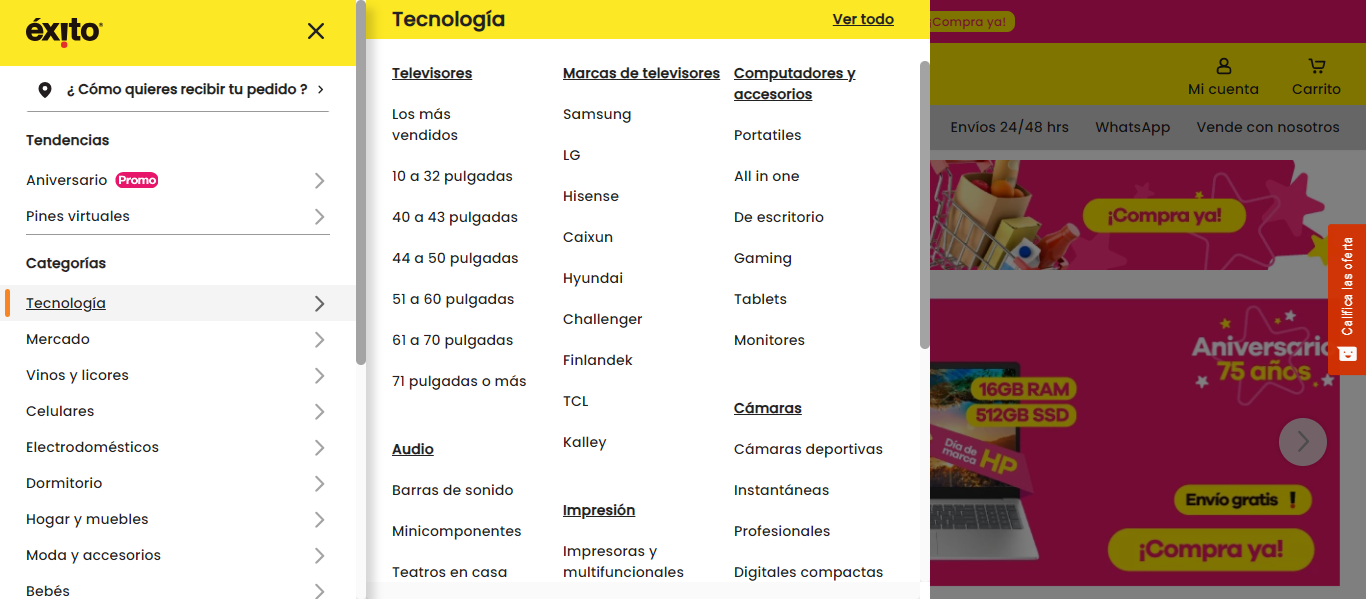 éxito
¿ Cómo quieres recibir tu pedido ?
Tendencias
Aniversario Promo
Pines virtuales
Categorías
Tecnología
Mercado
Vinos y licores
Celulares
Electrodomésticos
Dormitorio
Hogar y muebles
Moda y accesorios
Bebés
Tecnología
Ver todo
Televisores
Los más
vendidos
10 a 32 pulgadas
40 a 43 pulgadas
44 a 50 pulgadas
51 a 60 pulgadas
61 a 70 pulgadas
71 pulgadas o más
Audio
Barras de sonido
Minicomponentes
Teatros en casa
Marcas de televisores
Samsung
LG
Hisense
Caixun
Hyundai
Challenger
Finlandek
TCL
Kalley
Impresión
Impresoras y
multifuncionales
Computadores y
accesorios
Portatiles
All in one
De escritorio
Gaming
Tablets
Monitores
Cámaras
Cámaras deportivas
Instantáneas
Profesionales
Digitales compactas
¡Compra ya!
Mi cuenta
Carrito
Envíos 24/48 hrs
WhatsApp
Vende con nosotros
¡Compra ya!
Califica las oferta
Aniversario
75 años
16GB RAM
512GB SSD
Día de
marca HP
Envío gratis !
¡Compra ya!